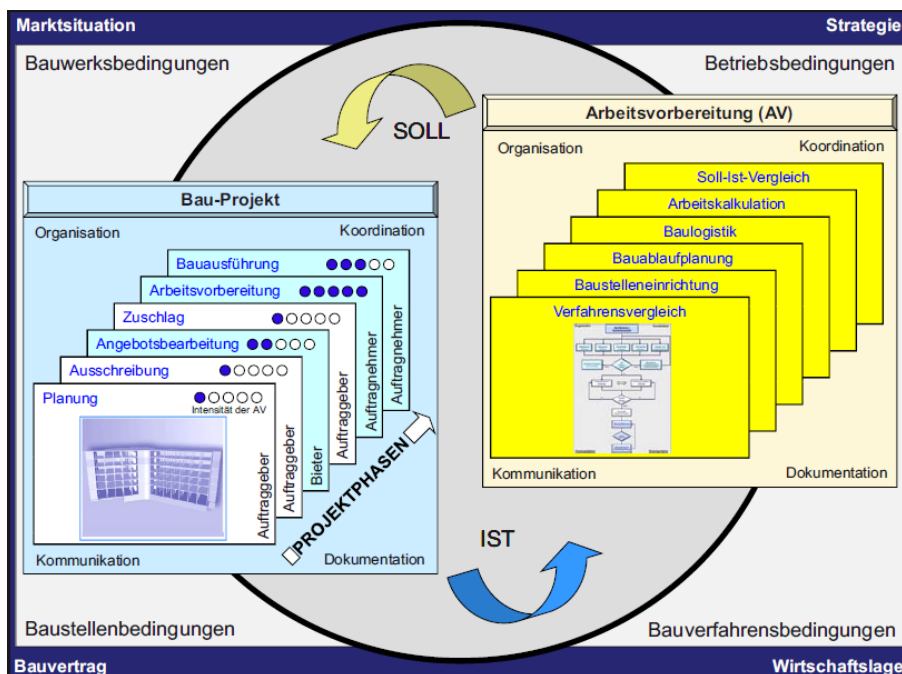 Marktsituation
Strategie
Bauwerksbedingungen
Betriebsbedingungen
SOLL
Arbeitsvorbereitung (AV)
Organisation
Koordination
Soll-Ist-Vergleich
Arbeitskalkulation
Baulogistik
Bauablaufplanung
Baustelleneinrichtung
Verfahrensvergleich
Kommunikation
Dokumentation
Bau-Projekt
Organisation
Koordination
Bauausführung
Arbeitsvorbereitung
Zuschlag
Angebotsbearbeitung
Ausschreibung
Planung
Intensität der AV
Auftraggeber
Auftraggeber
Bieter
Auftraggeber
Auftragnehmer
Auftragnehmer
PROJEKTPHASEN
Kommunikation
Dokumentation
IST
Baustellenbedingungen
Bauverfahrensbedingungen
Bauvertrag
Wirtschaftslage